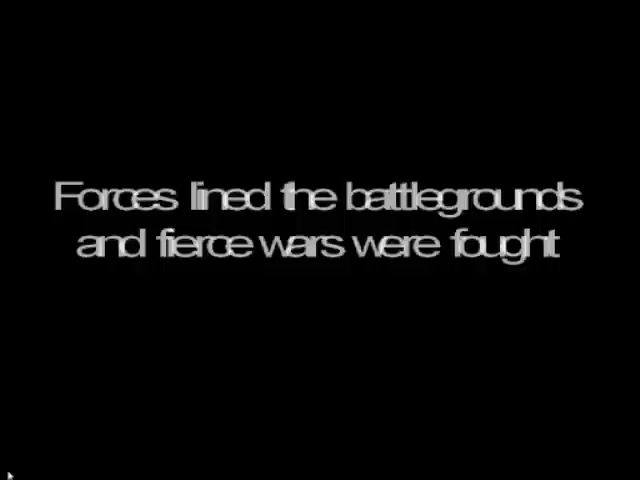 Forces lined the battlegrounds
and fierce wars were fought